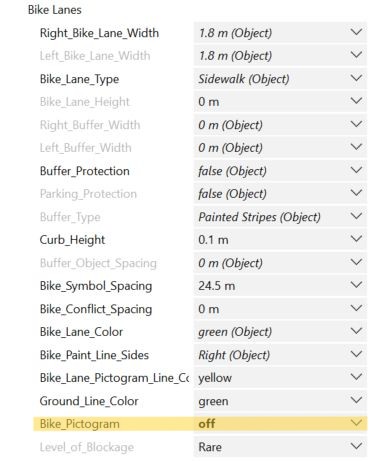 Bike Lanes
Right_Bike_Lane_Width 1.8 m (Object)
Left_Bike_Lane_Width 1.8 m (Object)
Bike_Lane_Type Sidewalk (Object)
Bike_Lane_Height 0 m
Right_Buffer_Width 0 m (Object)
Left_Buffer_Width 0 m (Object)
Buffer_Protection false (Object)
Parking_Protection false (Object)
Buffer_Type Painted Stripes (Object)
Curb_Height 0.1 m
Buffer_Object_Spacing 0 m (Object)
Bike_Symbol_Spacing 24.5 m
Bike_Conflict_Spacing 0 m
Bike_Lane_Color green (Object)
Bike_Paint_Line_Sides Right (Object)
Bike_Lane_Pictogram_Line_Co yellow
Ground_Line_Color green
Bike_Pictogram off
Level_of_Blockage Rare